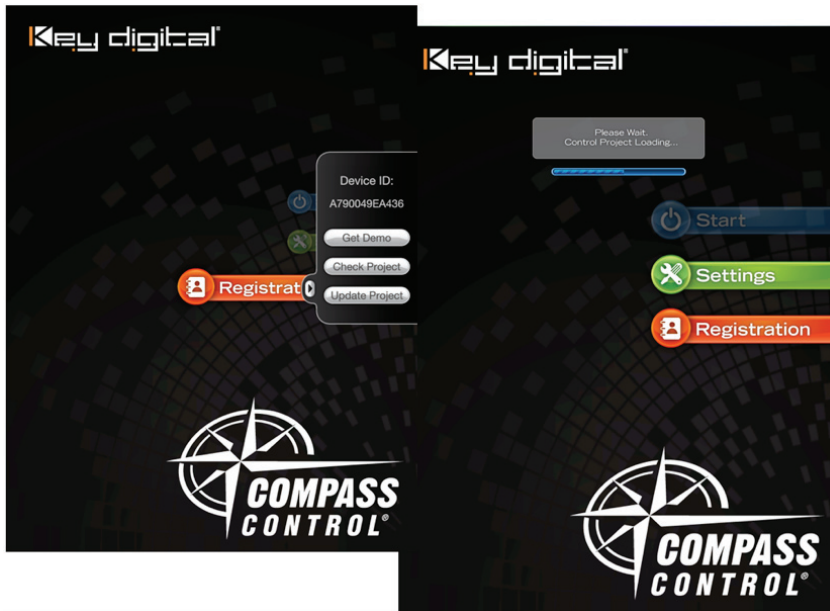 Key digital®
Device ID:
A790049EA436
Get Demo
Check Project
Registrat
Update Project
COMPASS
CONTROL®
Key digital®
Please Wait.
Control Project Loading...
Start
Settings
Registration
COMPASS
CONTROL®